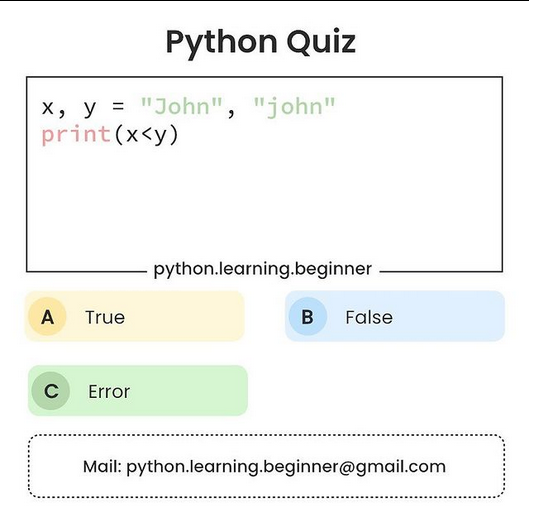 Python Quiz
x, y = "John", "john"
print(x<y)
python.learning.beginner
A True
B False
C Error
Mail: python.learning.beginner@gmail.com